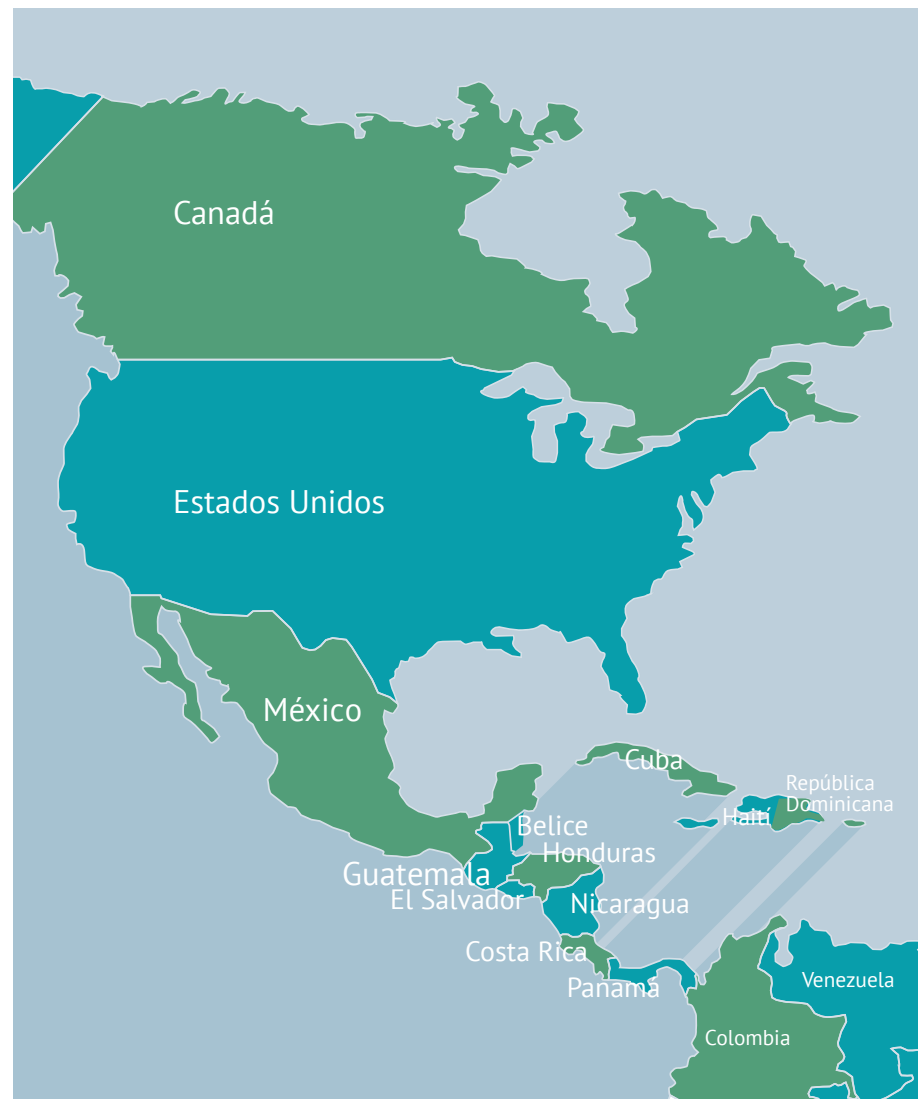 Canadá
Estados Unidos
México
Cuba
República
Dominicana
Haití
Belice
Honduras
Guatemala
El Salvador
Nicaragua
Costa Rica
Panamá
Venezuela
Colombia